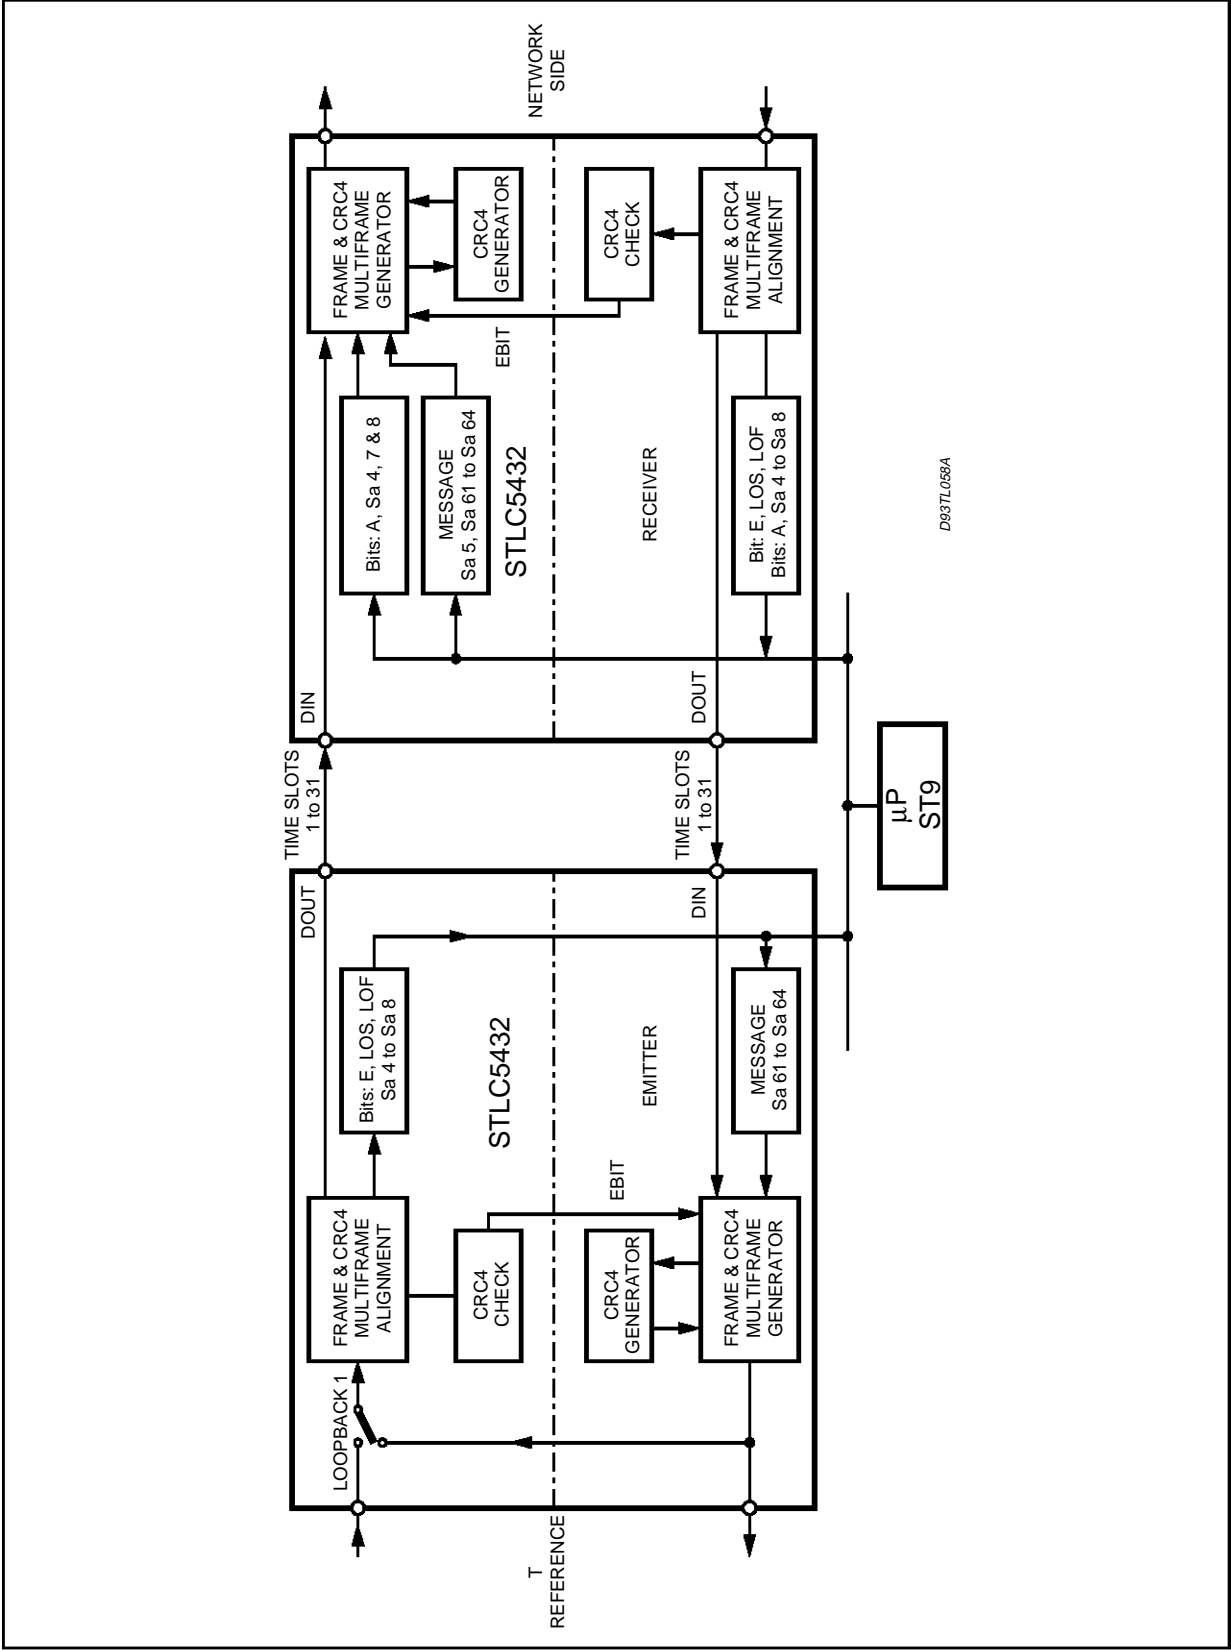 T
REFERENCE
LOOPBACK 1
FRAME & CRC4
MULTIFRAME
ALIGNMENT
Bits: E, LOS, LOF
Sa 4 to Sa 8
DOUT
CRC4
CHECK
STLC5432
EBIT
CRC4
GENERATOR
EMITTER
FRAME & CRC4
MULTIFRAME
GENERATOR
MESSAGE
Sa 61 to Sa 64
DIN
TIME SLOTS
1 to 31
TIME SLOTS
1 to 31
µP
ST9
DIN
Bits: A, Sa 4, 7 & 8
MESSAGE
Sa 5, Sa 61 to Sa 64
STLC5432
FRAME & CRC4
MULTIFRAME
GENERATOR
CRC4
GENERATOR
EBIT
RECEIVER
CRC4
CHECK
DOUT
Bit: E, LOS, LOF
Bits: A, Sa 4 to Sa 8
FRAME & CRC4
MULTIFRAME
ALIGNMENT
NETWORK
SIDE
D93TL058A